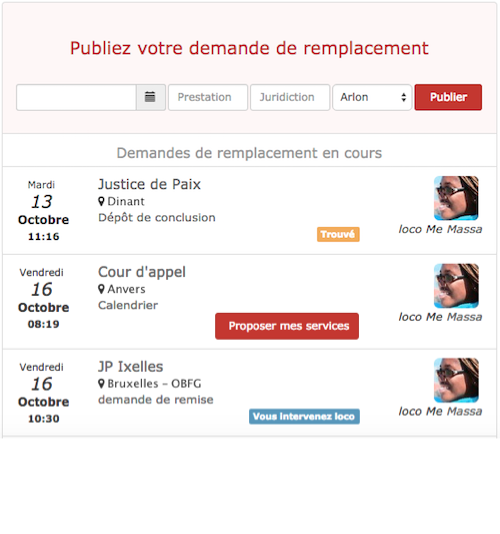 Publiez votre demande de remplacement
Prestation Juridiction Arlon Publier
Demandes de remplacement en cours
Mardi
13
Octobre
11:16
Justice de Paix
Dinant
Dépôt de conclusion
Trouvé
loco Me Massa
Vendredi
16
Octobre
08:19
Cour d'appel
Anvers
Calendrier
Proposer mes services
loco Me Massa
Vendredi
16
Octobre
10:30
JP Ixelles
Bruxelles - OBFG
demande de remise
Vous intervenez loco
loco Me Massa